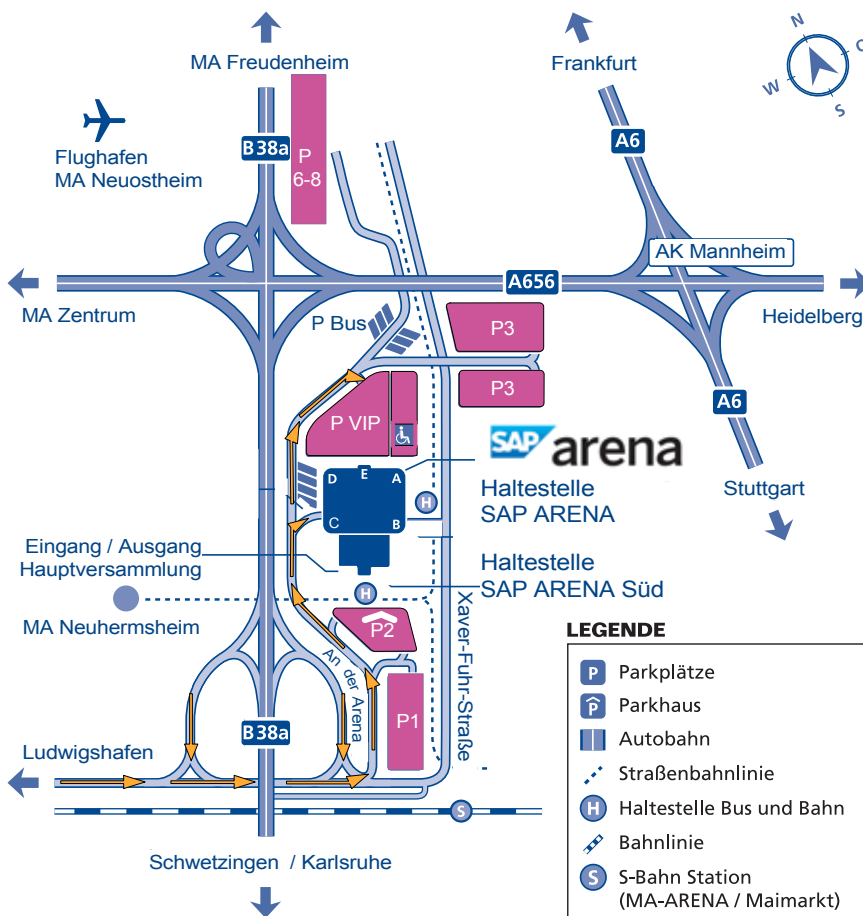 MA Freudenheim
Frankfurt
N
O
W
S
B38a
P
6-8
A6
Flughafen
MA Neuostheim
AK Mannheim
A656
MA Zentrum
Heidelberg
P Bus
P3
P3
A6
P VIP
SAP arena
D
E
A
C
B
H
Haltestelle
SAP ARENA
Stuttgart
Eingang / Ausgang
Hauptversammlung
Haltestelle
SAP ARENA Süd
H
MA Neuhermsheim
P2
An der Arena
Xaver-Fuhr-Straße
P1
B38a
Ludwigshafen
S
Schwetzingen / Karlsruhe
LEGENDE
P Parkplätze
P Parkhaus
Autobahn
Straßenbahnlinie
H Haltestelle Bus und Bahn
Bahnlinie
S S-Bahn Station
(MA-ARENA / Maimarkt)